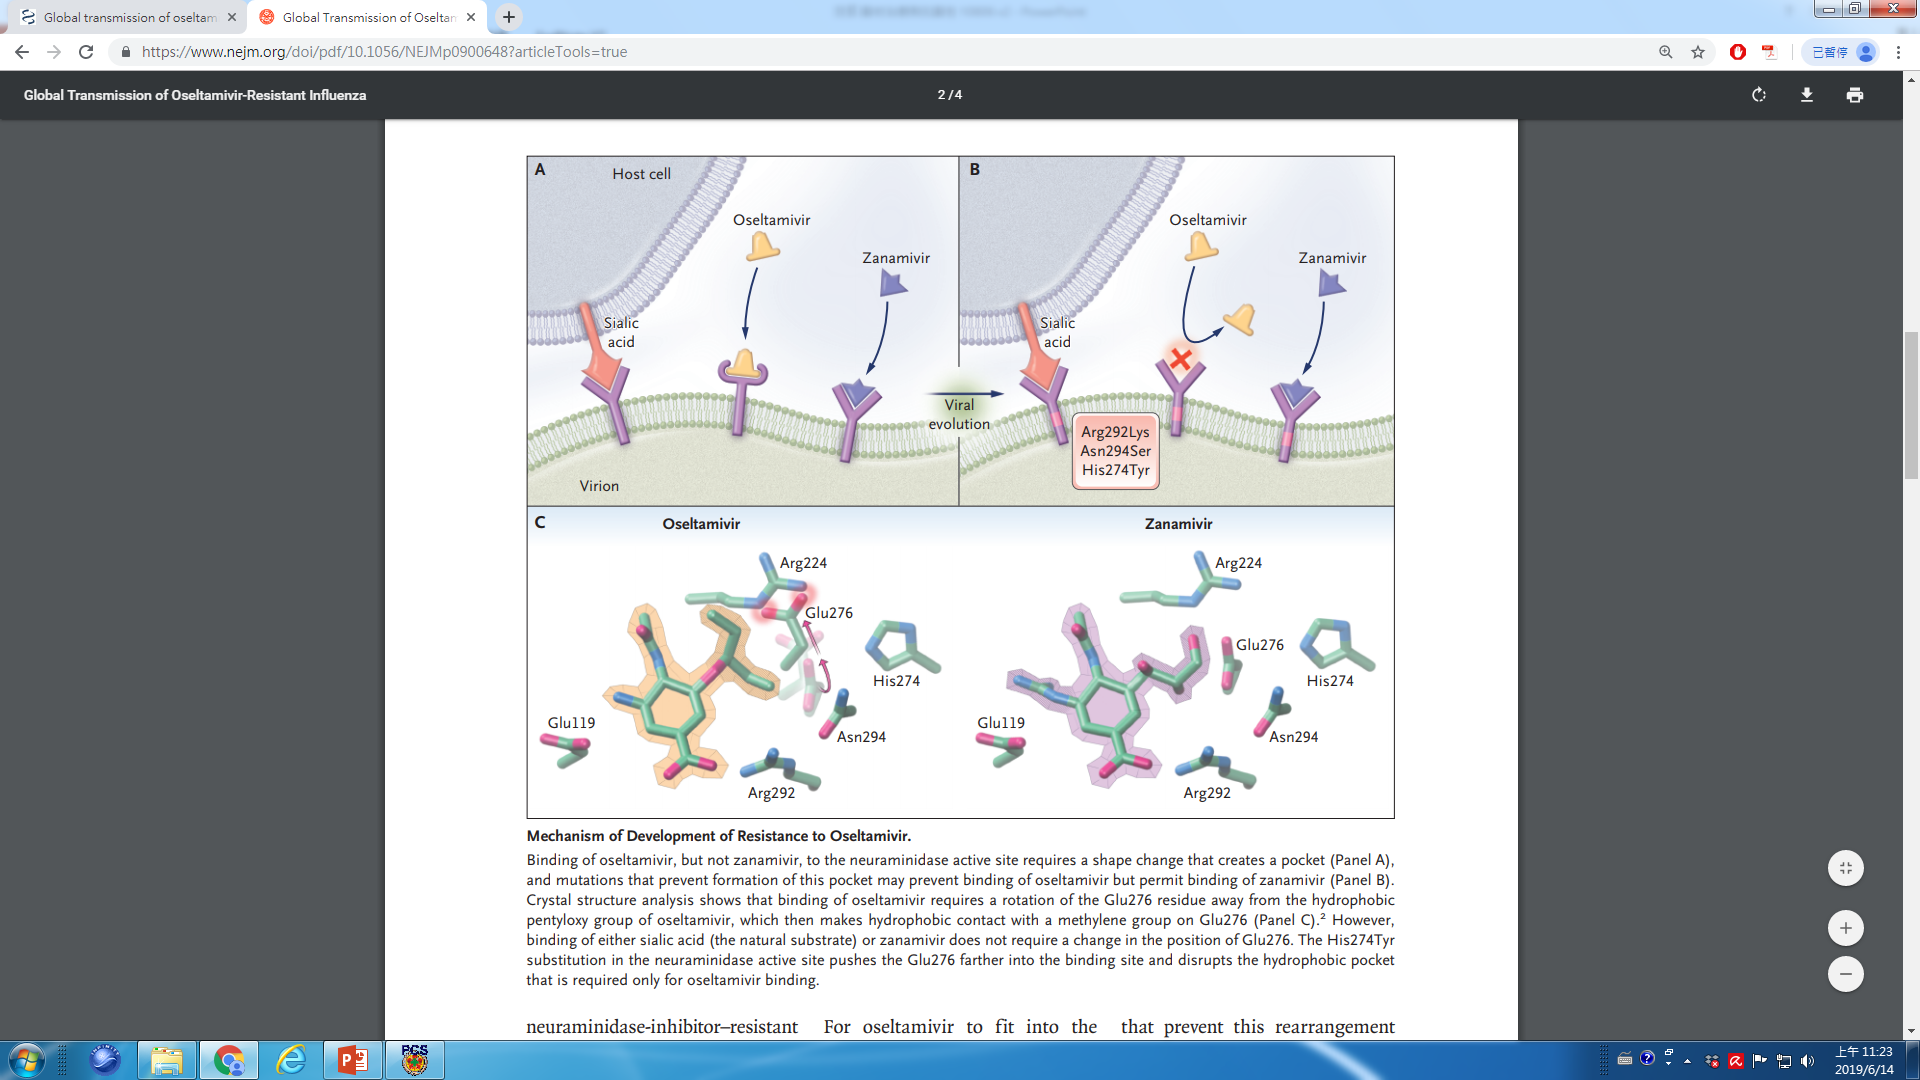 Global transmission of oseltam
Global Transmission of Oseltan
https://www.nejm.org/doi/pdf/10.1056/NEJMp0900648?articleTools=true
已暫停
Global Transmission of Oseltamivir-Resistant Influenza
2 / 4
A
Host cell
Oseltamivir
Zanamivir
Sialic
acid
Virion
Viral
evolution
B
Oseltamivir
Zanamivir
Sialic
acid
Arg292Lys
Asn294Ser
His274Tyr
C
Oseltamivir
Arg224
Glu276
His274
Glu119
Asn294
Arg292
Zanamivir
Arg224
Glu276
His274
Glu119
Asn294
Arg292
Mechanism of Development of Resistance to Oseltamivir.
Binding of oseltamivir, but not zanamivir, to the neuraminidase active site requires a shape change that creates a pocket (Panel A),
and mutations that prevent formation of this pocket may prevent binding of oseltamivir but permit binding of zanamivir (Panel B).
Crystal structure analysis shows that binding of oseltamivir requires a rotation of the Glu276 residue away from the hydrophobic
pentyloxy group of oseltamivir, which then makes hydrophobic contact with a methylene group on Glu276 (Panel C).² However,
binding of either sialic acid (the natural substrate) or zanamivir does not require a change in the position of Glu276. The His274Tyr
substitution in the neuraminidase active site pushes the Glu276 farther into the binding site and disrupts the hydrophobic pocket
that is required only for oseltamivir binding.
neuraminidase-inhibitor–resistant
For oseltamivir to fit into the
that prevent this rearrangement
PCS
上午 11:23
2019/6/14